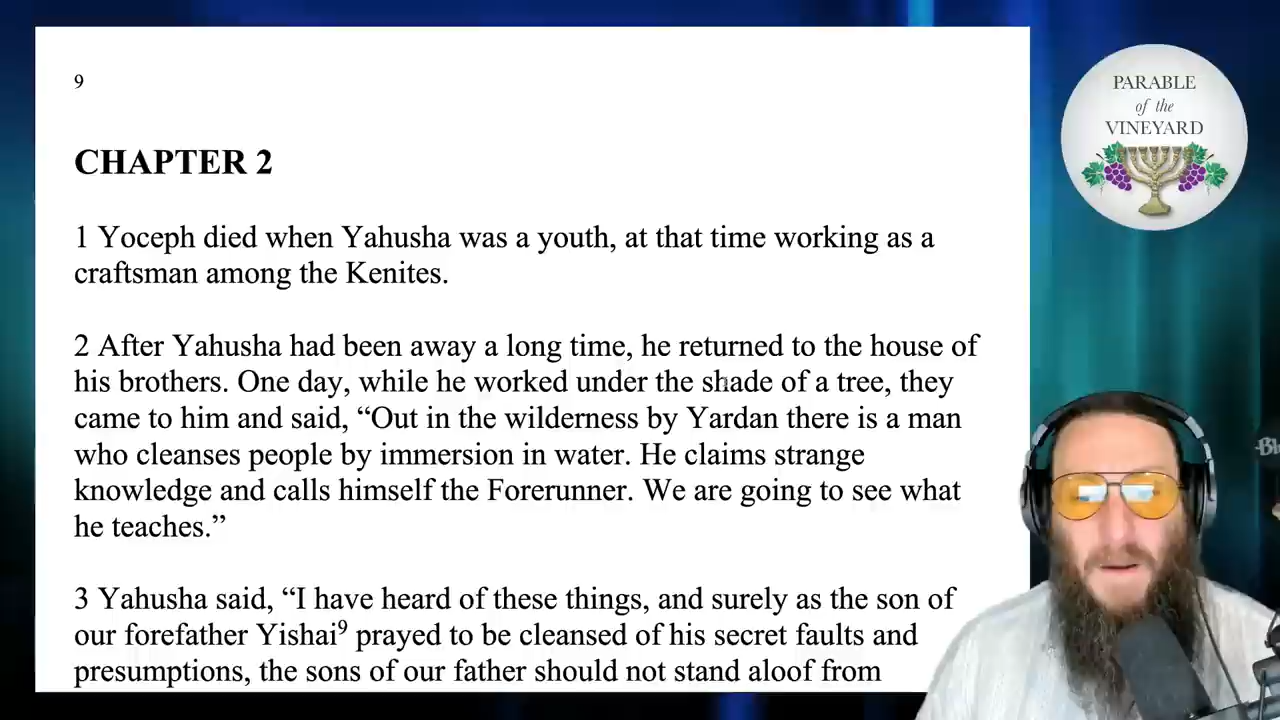 9
CHAPTER 2
1 Yoceph died when Yahusha was a youth, at that time working as a
craftsman among the Kenites.
2 After Yahusha had been away a long time, he returned to the house of
his brothers. One day, while he worked under the shade of a tree, they
came to him and said, “Out in the wilderness by Yardan there is a man
who cleanses people by immersion in water. He claims strange
knowledge and calls himself the Forerunner. We are going to see what
he teaches.”
3 Yahusha said, “I have heard of these things, and surely as the son of
our forefather Yishai⁹ prayed to be cleansed of his secret faults and
presumptions, the sons of our father should not stand aloof from
PARABLE
of the
VINEYARD